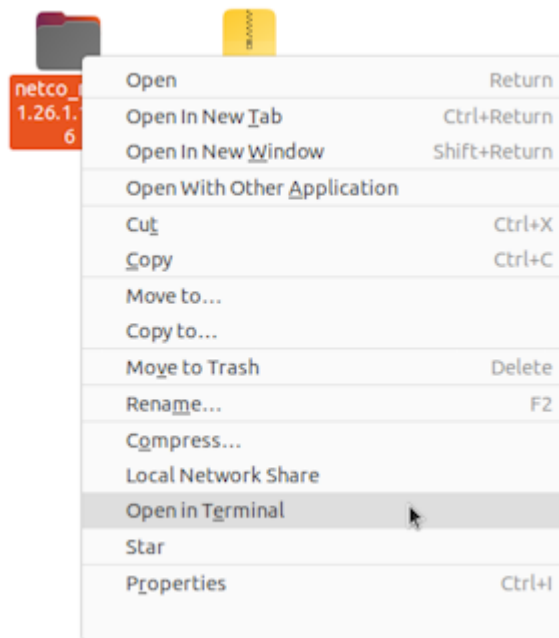 netco_
1.26.1.
6
Open Return
Open In New Tab Ctrl+Return
Open In New Window Shift+Return
Open With Other Application
Cut Ctrl+X
Copy Ctrl+C
Move to…
Copy to…
Move to Trash Delete
Rename… F2
Compress…
Local Network Share
Open in Terminal
Star
Properties Ctrl+I